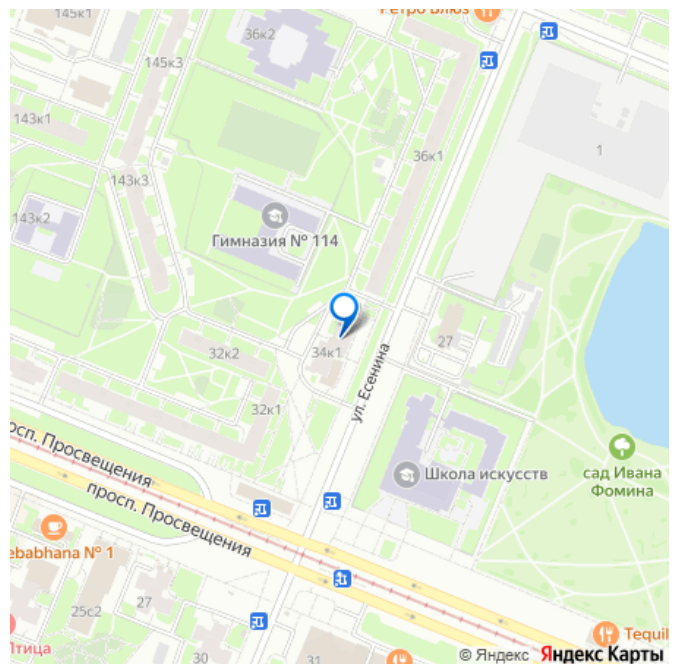 145к1
Ретро Блюз
36к2
145к3
143к1
36к1
1
143к3
143к2
Гимназия № 114
32к2
34к1
27
ул. Есенина
32к1
просп. Просвещения
Школа искусств
сад Ивана
Фомина
просп. Просвещения
ebabhana № 1
27
25с2
Птица
30
31
Tequil
© Яндекс Яндекс Карты